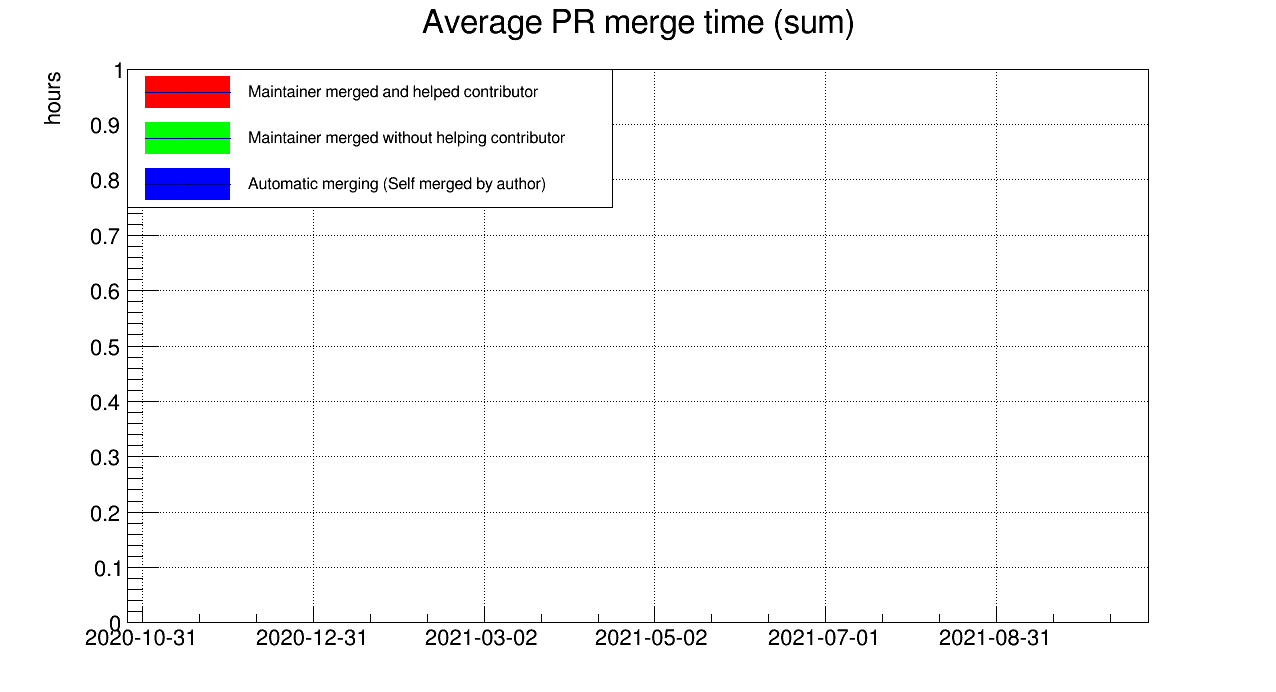 Average PR merge time (sum)
hours
1
0.9
0.8
0.7
0.6
0.5
0.4
0.3
0.2
0.1
0
Maintainer merged and helped contributor
Maintainer merged without helping contributor
Automatic merging (Self merged by author)
2020-10-31 2020-12-31 2021-03-02 2021-05-02 2021-07-01 2021-08-31